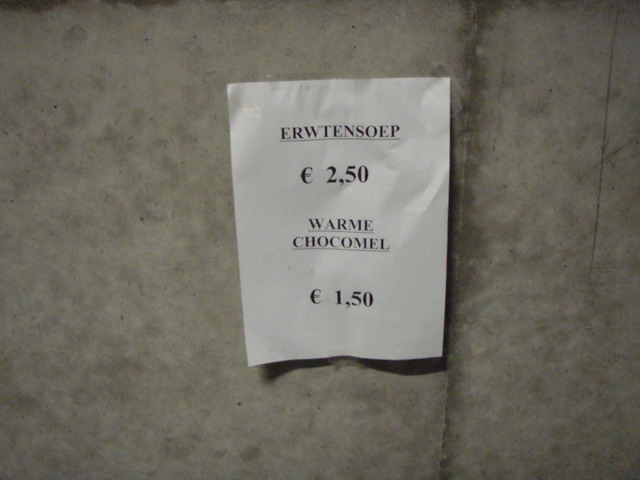 ERWTENSOEP
€ 2,50
WARME
CHOCOMEL
€ 1,50